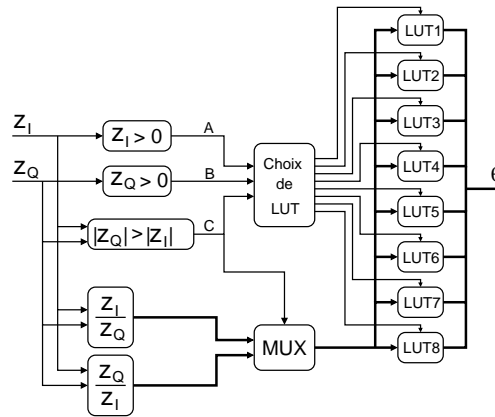 Z_I
Z_Q
Z_I > 0
A
Z_Q > 0
B
|Z_Q| > |Z_I|
C
Z_I
Z_Q
Z_Q
Z_I
Choix
de
LUT
MUX
LUT1
LUT2
LUT3
LUT4
LUT5
LUT6
LUT7
LUT8